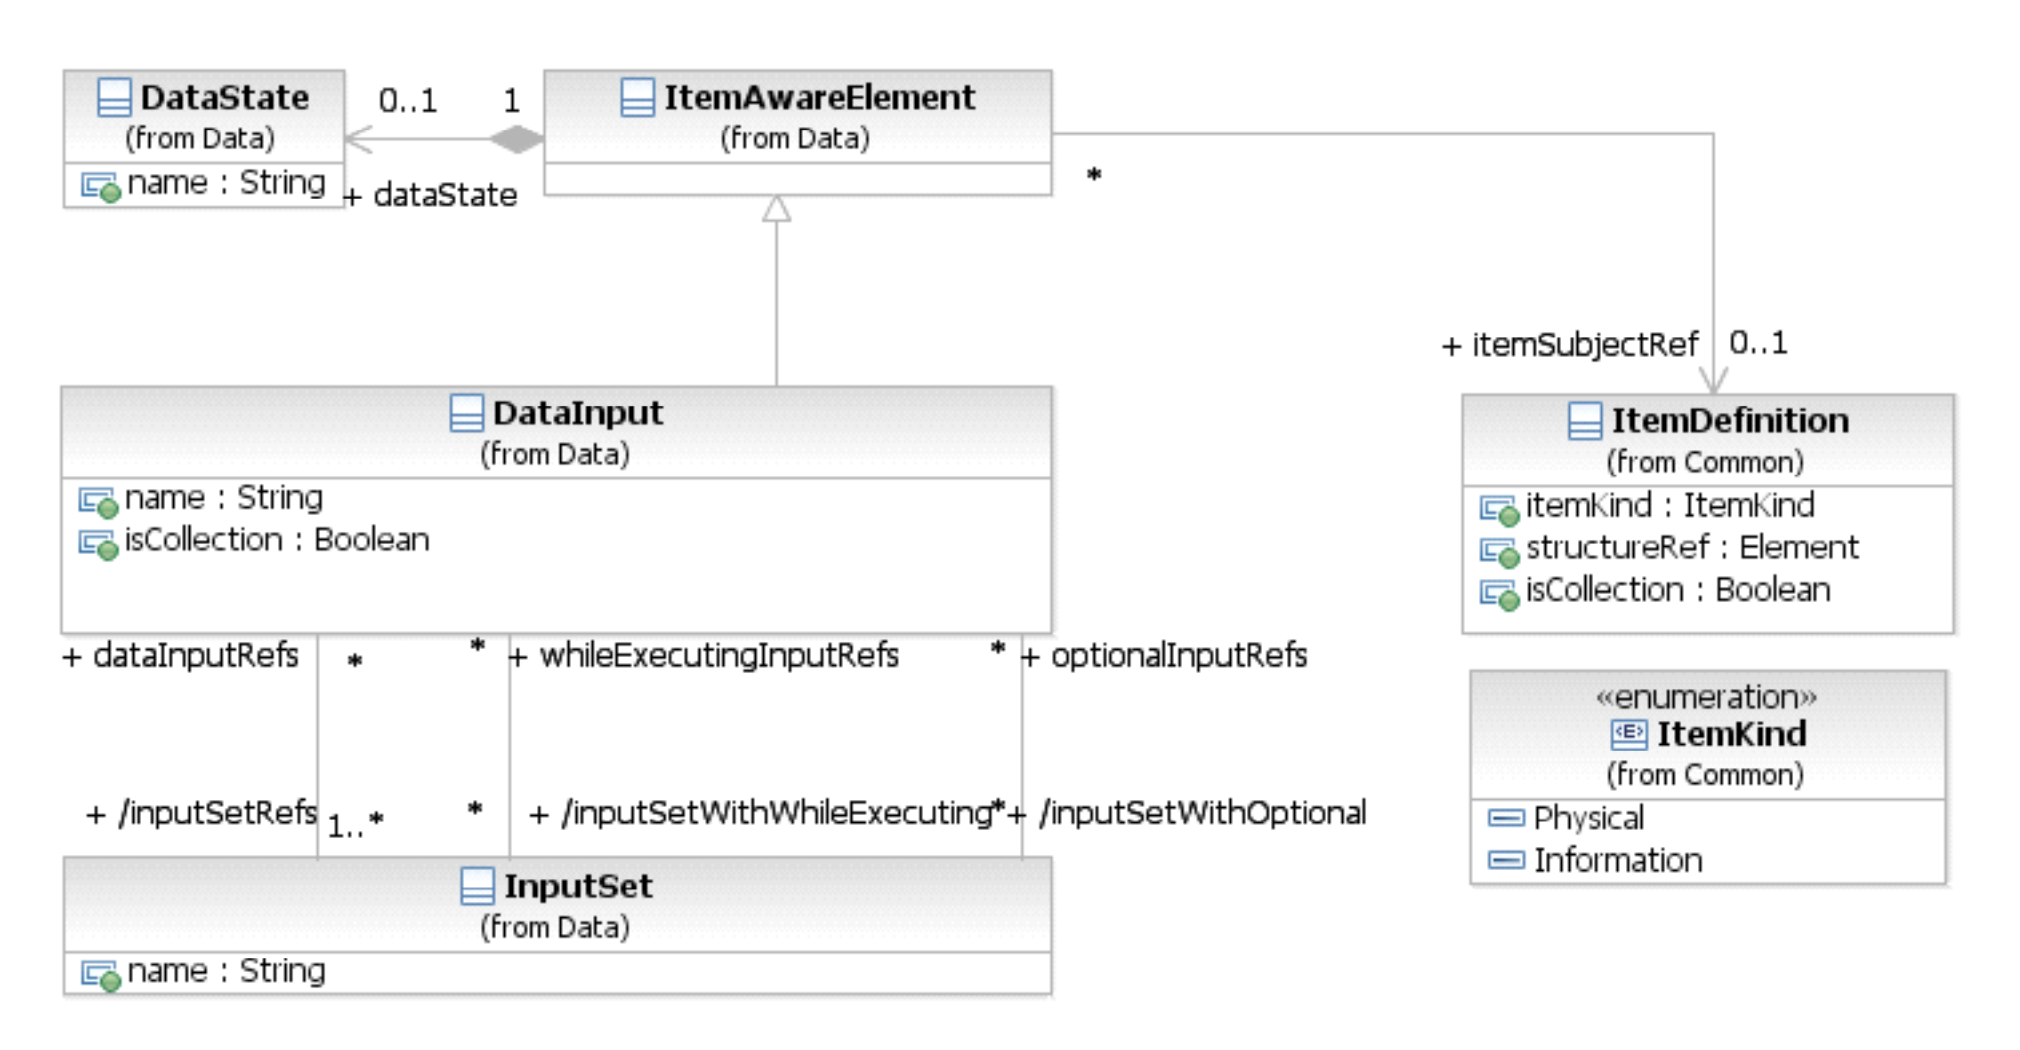 DataState
(from Data)
name : String
0..1
1
+ dataState
ItemAwareElement
(from Data)
*
+ itemSubjectRef
0..1
DataInput
(from Data)
name : String
isCollection : Boolean
ItemDefinition
(from Common)
itemKind : ItemKind
structureRef : Element
isCollection : Boolean
+ dataInputRefs
*
*
+ whileExecutingInputRefs
*
+ optionalInputRefs
«enumeration»
<E> ItemKind
(from Common)
Physical
Information
+ /inputSetRefs
1..*
*
+ /inputSetWithWhileExecuting
*
+ /inputSetWithOptional
InputSet
(from Data)
name : String